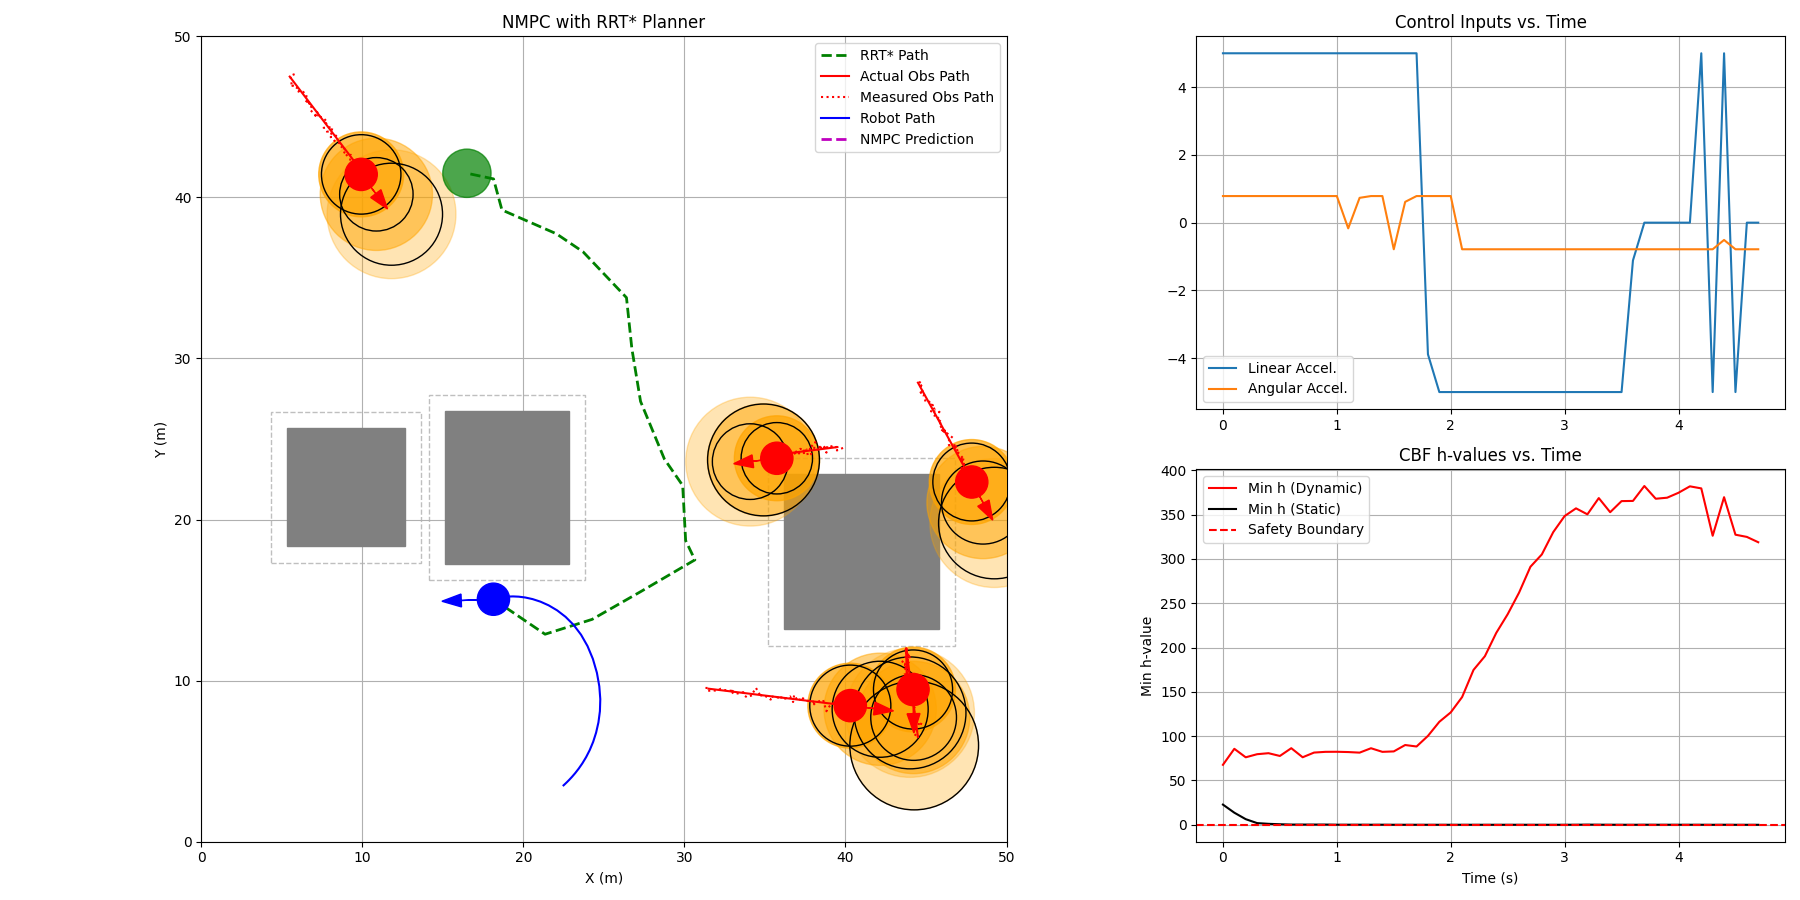 NMPC with RRT* Planner
50
40
30
20
10
0
Y (m)
0 10 20 30 40 50
X (m)
RRT* Path
Actual Obs Path
Measured Obs Path
Robot Path
NMPC Prediction
Control Inputs vs. Time
4
2
0
−2
−4
Linear Accel.
Angular Accel.
0 1 2 3 4
CBF h-values vs. Time
400
350
300
250
200
150
100
50
0
Min h-value
Min h (Dynamic)
Min h (Static)
Safety Boundary
0 1 2 3 4
Time (s)